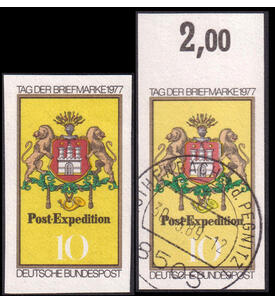 TAG DER BRIEFMARKE 1977
Post-Expedition
10
DEUTSCHE BUNDESPOST
2,00
TAG DER BRIEFMARKE 1977
Post-Expedition
10
DEUTSCHE BUNDESPOST
PEGNITZ